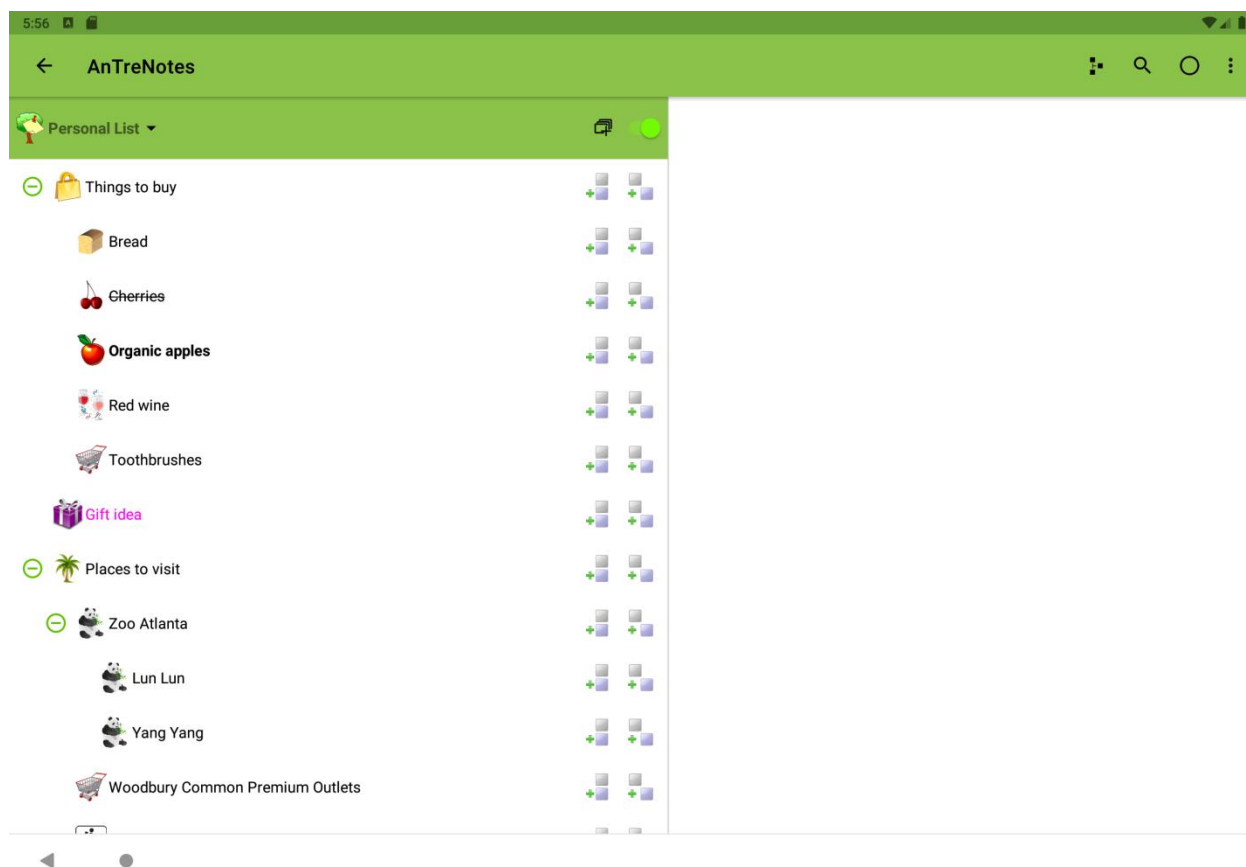 5:56
AnTreNotes
Personal List
Things to buy
Bread
Cherries
Organic apples
Red wine
Toothbrushes
Gift idea
Places to visit
Zoo Atlanta
Lun Lun
Yang Yang
Woodbury Common Premium Outlets